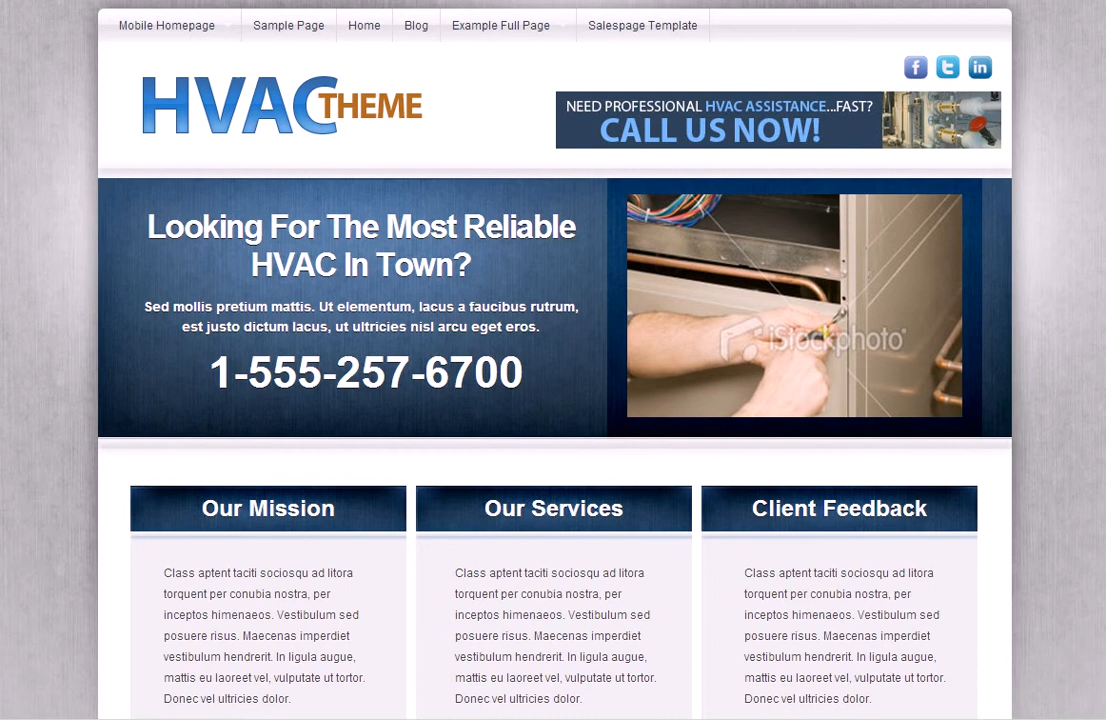 Mobile Homepage Sample Page Home Blog Example Full Page Salespage Template
HVAC THEME
NEED PROFESSIONAL HVAC ASSISTANCE...FAST?
CALL US NOW!
Looking For The Most Reliable
HVAC In Town?
Sed mollis pretium mattis. Ut elementum, lacus a faucibus rutrum,
est justo dictum lacus, ut ultricies nisl arcu eget eros.
1-555-257-6700
iStockphoto
Our Mission
Class aptent taciti sociosqu ad litora
torquent per conubia nostra, per
inceptos himenaeos. Vestibulum sed
posuere risus. Maecenas imperdiet
vestibulum hendrerit. In ligula augue,
mattis eu laoreet vel, vulputate ut tortor.
Donec vel ultricies dolor.
Our Services
Class aptent taciti sociosqu ad litora
torquent per conubia nostra, per
inceptos himenaeos. Vestibulum sed
posuere risus. Maecenas imperdiet
vestibulum hendrerit. In ligula augue,
mattis eu laoreet vel, vulputate ut tortor.
Donec vel ultricies dolor.
Client Feedback
Class aptent taciti sociosqu ad litora
torquent per conubia nostra, per
inceptos himenaeos. Vestibulum sed
posuere risus. Maecenas imperdiet
vestibulum hendrerit. In ligula augue,
mattis eu laoreet vel, vulputate ut tortor.
Donec vel ultricies dolor.